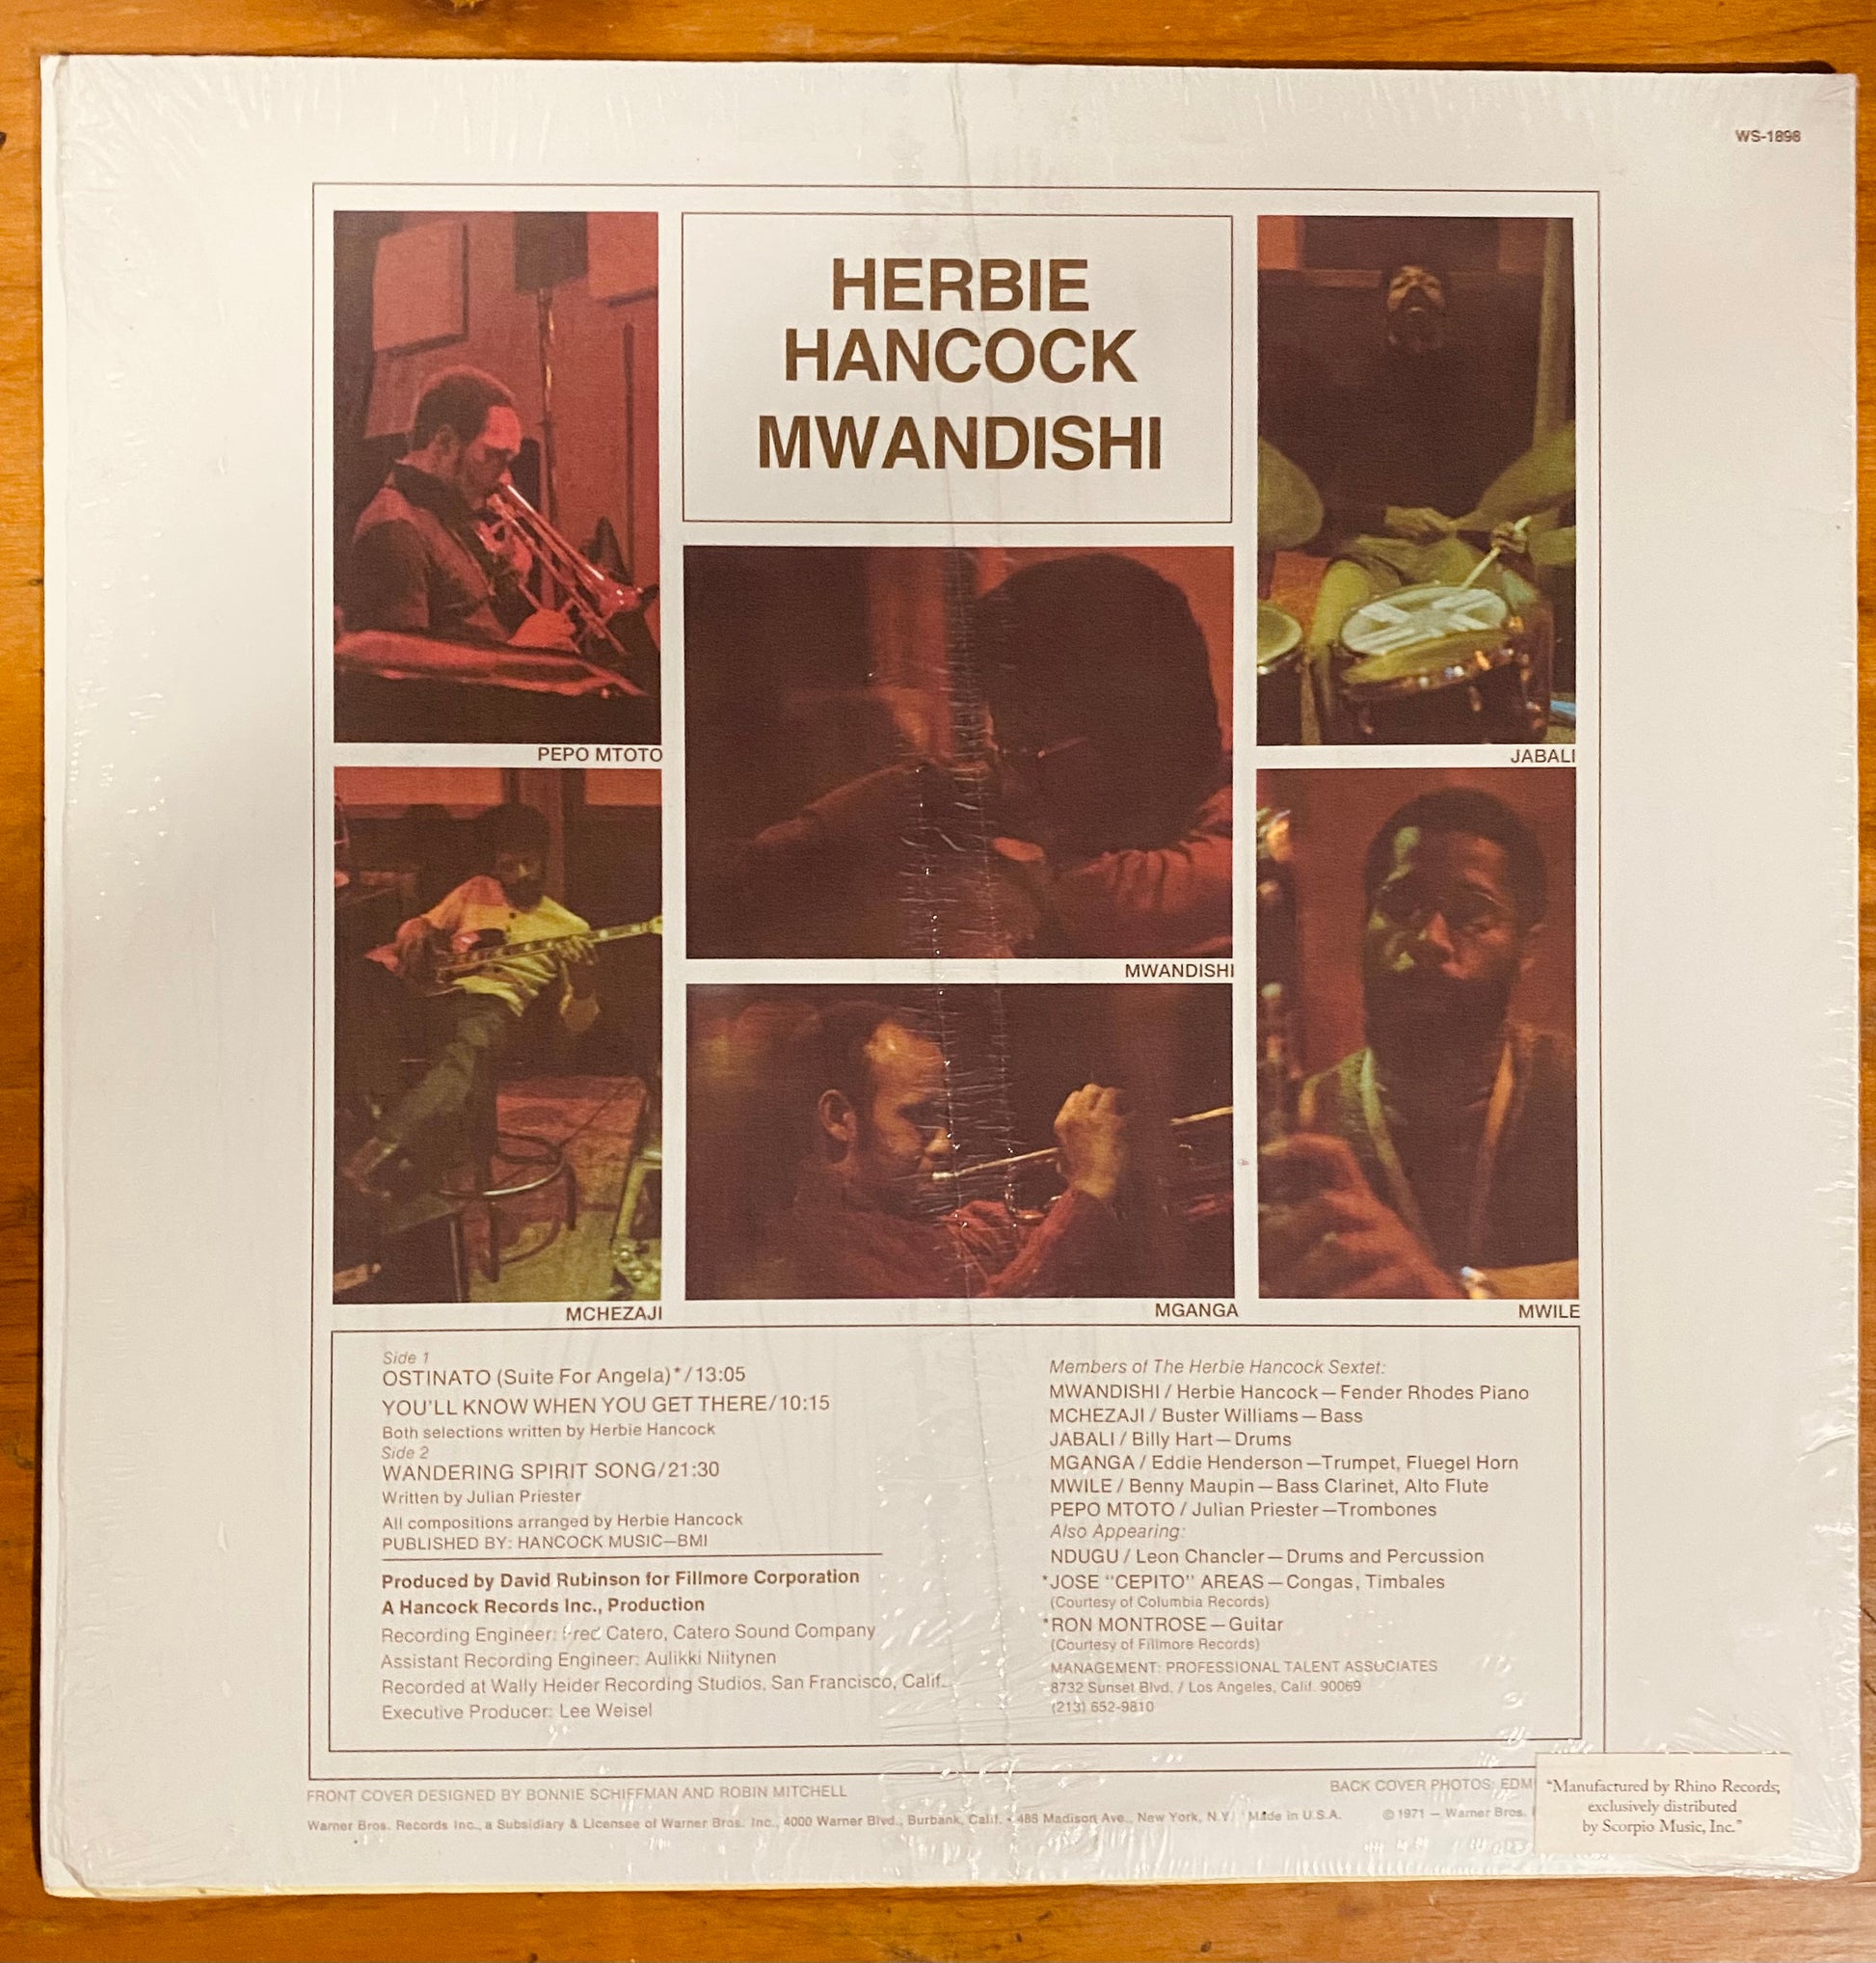 WS-1898
HERBIE
HANCOCK
MWANDISHI
PEPO MTOTO
JABALI
MWANDISHI
MCHEZAJI
MGANGA
MWILE
Side 1
OSTINATO (Suite For Angela)*/13:05
YOU'LL KNOW WHEN YOU GET THERE/10:15
Both selections written by Herbie Hancock
Side 2
WANDERING SPIRIT SONG/21:30
Written by Julian Priester
All compositions arranged by Herbie Hancock
PUBLISHED BY: HANCOCK MUSIC—BMI
Produced by David Rubinson for Fillmore Corporation
A Hancock Records Inc., Production
Recording Engineer: Fred Catero, Catero Sound Company
Assistant Recording Engineer: Aulikki Niitynen
Recorded at Wally Heider Recording Studios, San Francisco, Calif.
Executive Producer: Lee Weisel
Members of The Herbie Hancock Sextet:
MWANDISHI / Herbie Hancock — Fender Rhodes Piano
MCHEZAJI / Buster Williams — Bass
JABALI / Billy Hart — Drums
MGANGA / Eddie Henderson — Trumpet, Fluegel Horn
MWILE / Benny Maupin — Bass Clarinet, Alto Flute
PEPO MTOTO / Julian Priester — Trombones
Also Appearing:
NDUGU / Leon Chancler — Drums and Percussion
*JOSE "CEPITO" AREAS — Congas, Timbales
(Courtesy of Columbia Records)
*RON MONTROSE — Guitar
(Courtesy of Fillmore Records)
MANAGEMENT: PROFESSIONAL TALENT ASSOCIATES
8732 Sunset Blvd. / Los Angeles, Calif. 90069
(213) 652-9810
FRONT COVER DESIGNED BY BONNIE SCHIFFMAN AND ROBIN MITCHELL
BACK COVER PHOTOS: EDM
Warner Bros. Records Inc., a Subsidiary & Licensee of Warner Bros. Inc., 4000 Warner Blvd., Burbank, Calif. • 485 Madison Ave., New York, N.Y. Made in U.S.A. © 1971 — Warner Bros.
"Manufactured by Rhino Records,
exclusively distributed
by Scorpio Music, Inc."